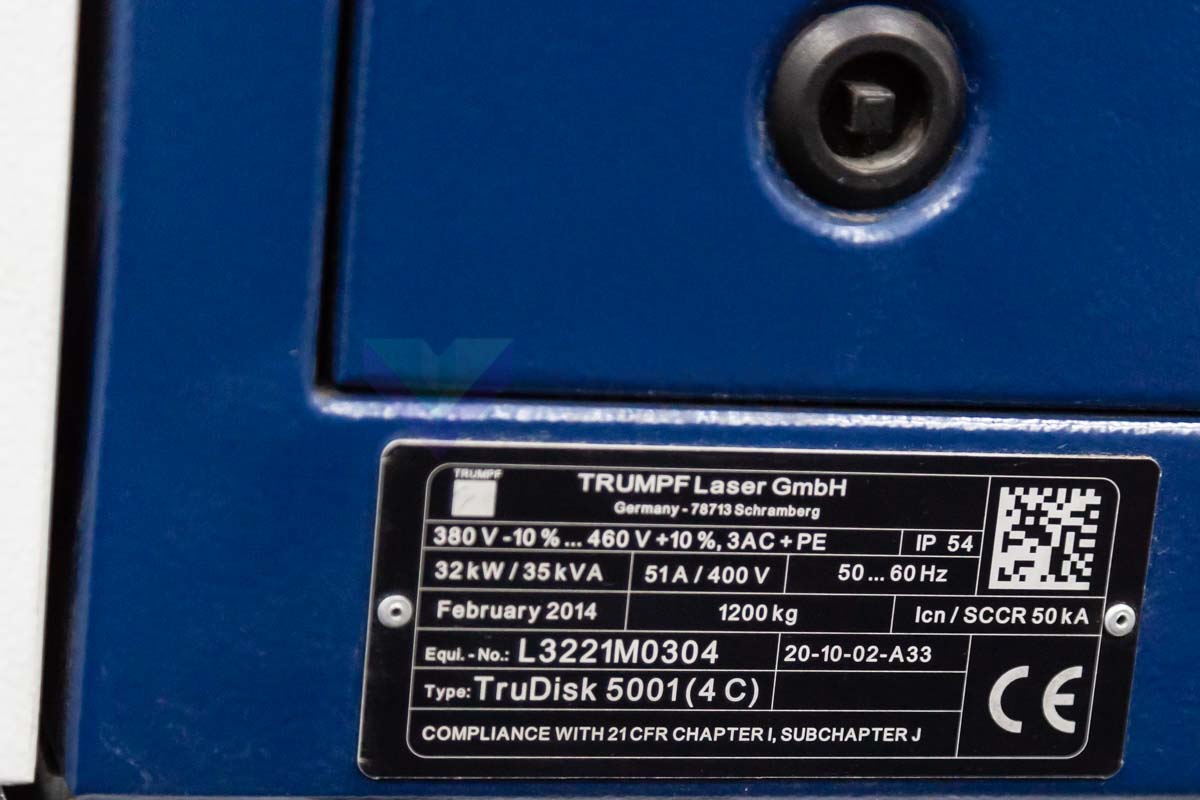 TRUMPF
TRUMPF Laser GmbH
Germany - 78713 Schramberg
380 V -10 % ... 460 V +10 %, 3AC + PE
IP 54
32 kW / 35 kVA
51 A / 400 V
50 ... 60 Hz
February 2014
1200 kg
Icn / SCCR 50 kA
Equi. - No.: L3221M0304
20-10-02-A33
Type: TruDisk 5001 (4 C)
CE
COMPLIANCE WITH 21 CFR CHAPTER I, SUBCHAPTER J